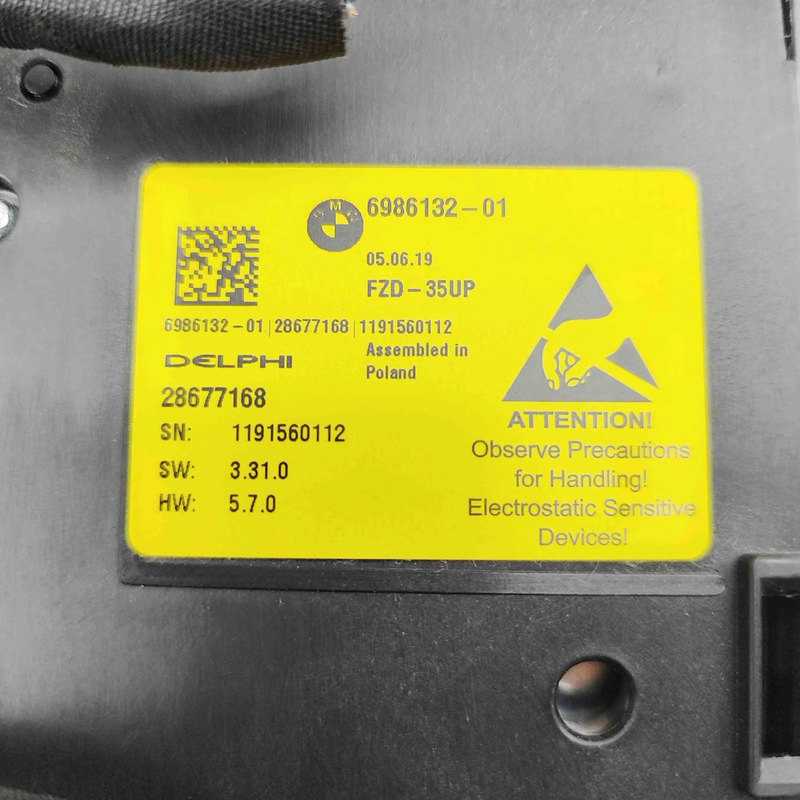 BMW
6986132-01
05.06.19
FZD-35UP
6986132-01|28677168|1191560112
DELPHI
Assembled in
Poland
28677168
SN: 1191560112
SW: 3.31.0
HW: 5.7.0
ATTENTION!
Observe Precautions
for Handling!
Electrostatic Sensitive
Devices!